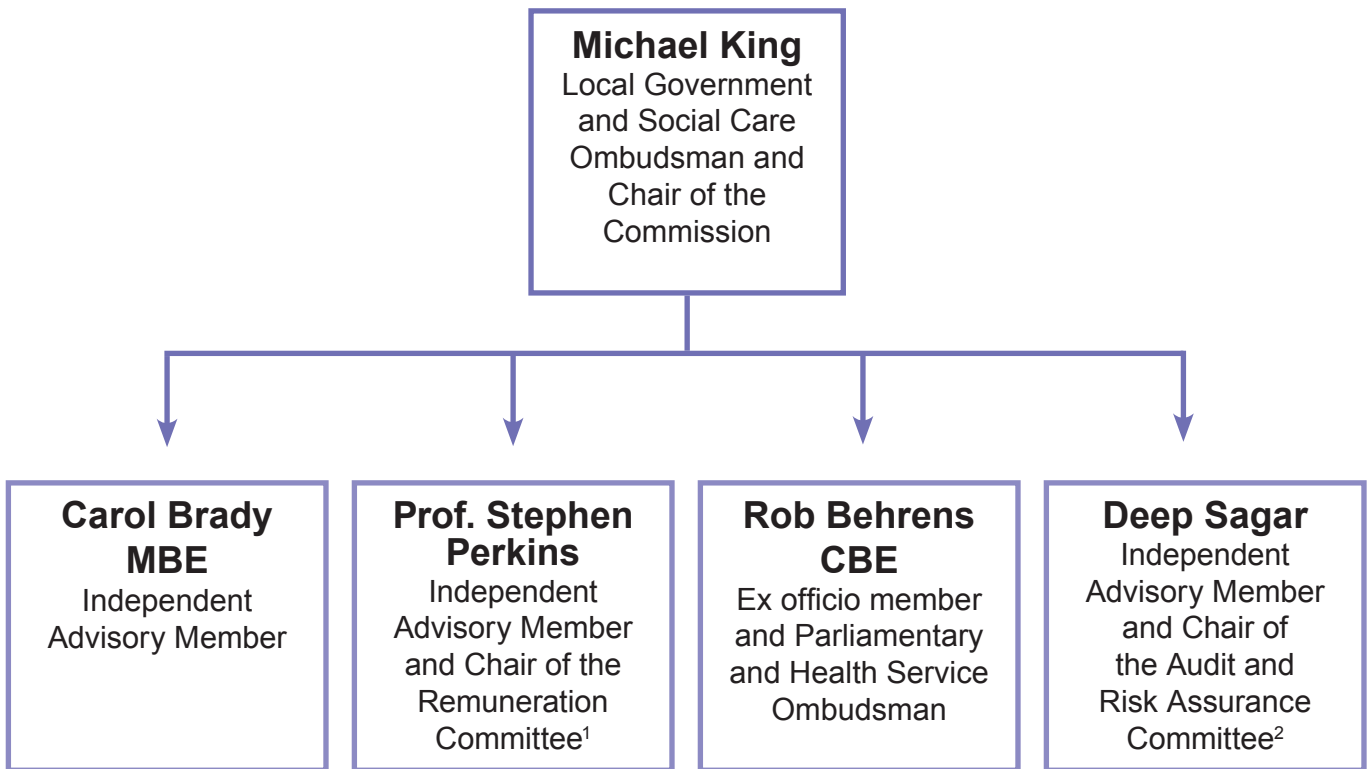 Michael King
Local Government
and Social Care
Ombudsman and
Chair of the
Commission
Carol Brady
MBE
Independent
Advisory Member
Prof. Stephen
Perkins
Independent
Advisory Member
and Chair of the
Remuneration
Committee¹
Rob Behrens
CBE
Ex officio member
and Parliamentary
and Health Service
Ombudsman
Deep Sagar
Independent
Advisory Member
and Chair of
the Audit and
Risk Assurance
Committee²